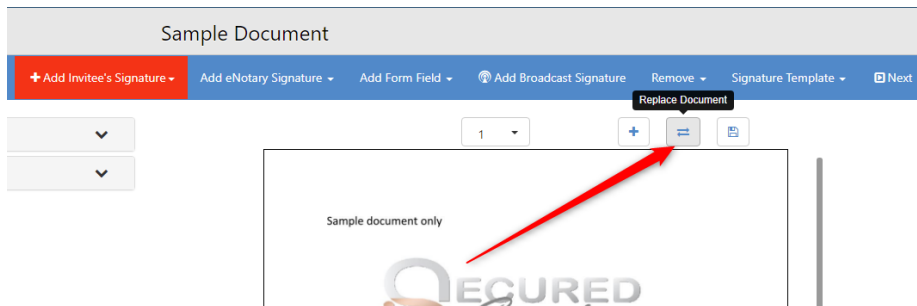 Sample Document
Add Invitee's Signature Add eNotary Signature Add Form Field Add Broadcast Signature Remove Signature Template Next
Replace Document
1
Sample document only
ECURED